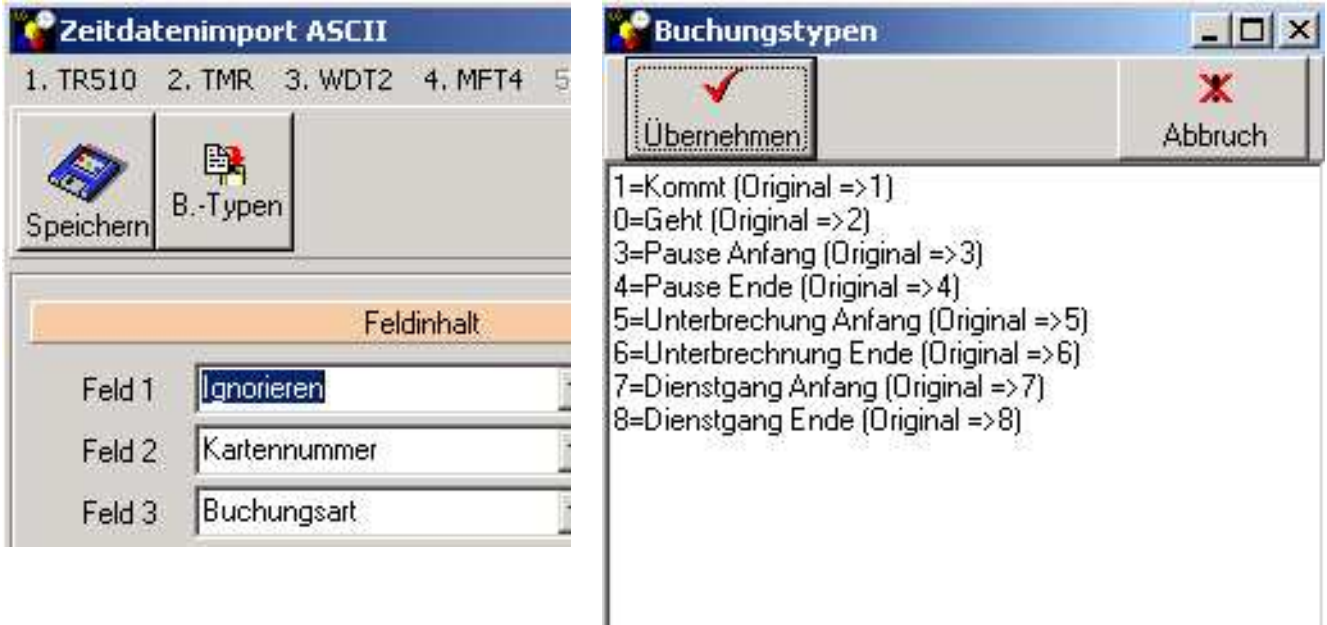 Zeitdatenimport ASCII
1. TR510 2. TMR 3. WDT2 4. MFT4 5
Speichern
B.-Typen
Feldinhalt
Feld 1 Ignorieren
Feld 2 Kartennummer
Feld 3 Buchungsart
Buchungstypen
Übernehmen
Abbruch
1=Kommt (Original =>1)
0=Geht (Original =>2)
3=Pause Anfang (Original =>3)
4=Pause Ende (Original =>4)
5=Unterbrechung Anfang (Original =>5)
6=Unterbrechnung Ende (Original =>6)
7=Dienstgang Anfang (Original =>7)
8=Dienstgang Ende (Original =>8)